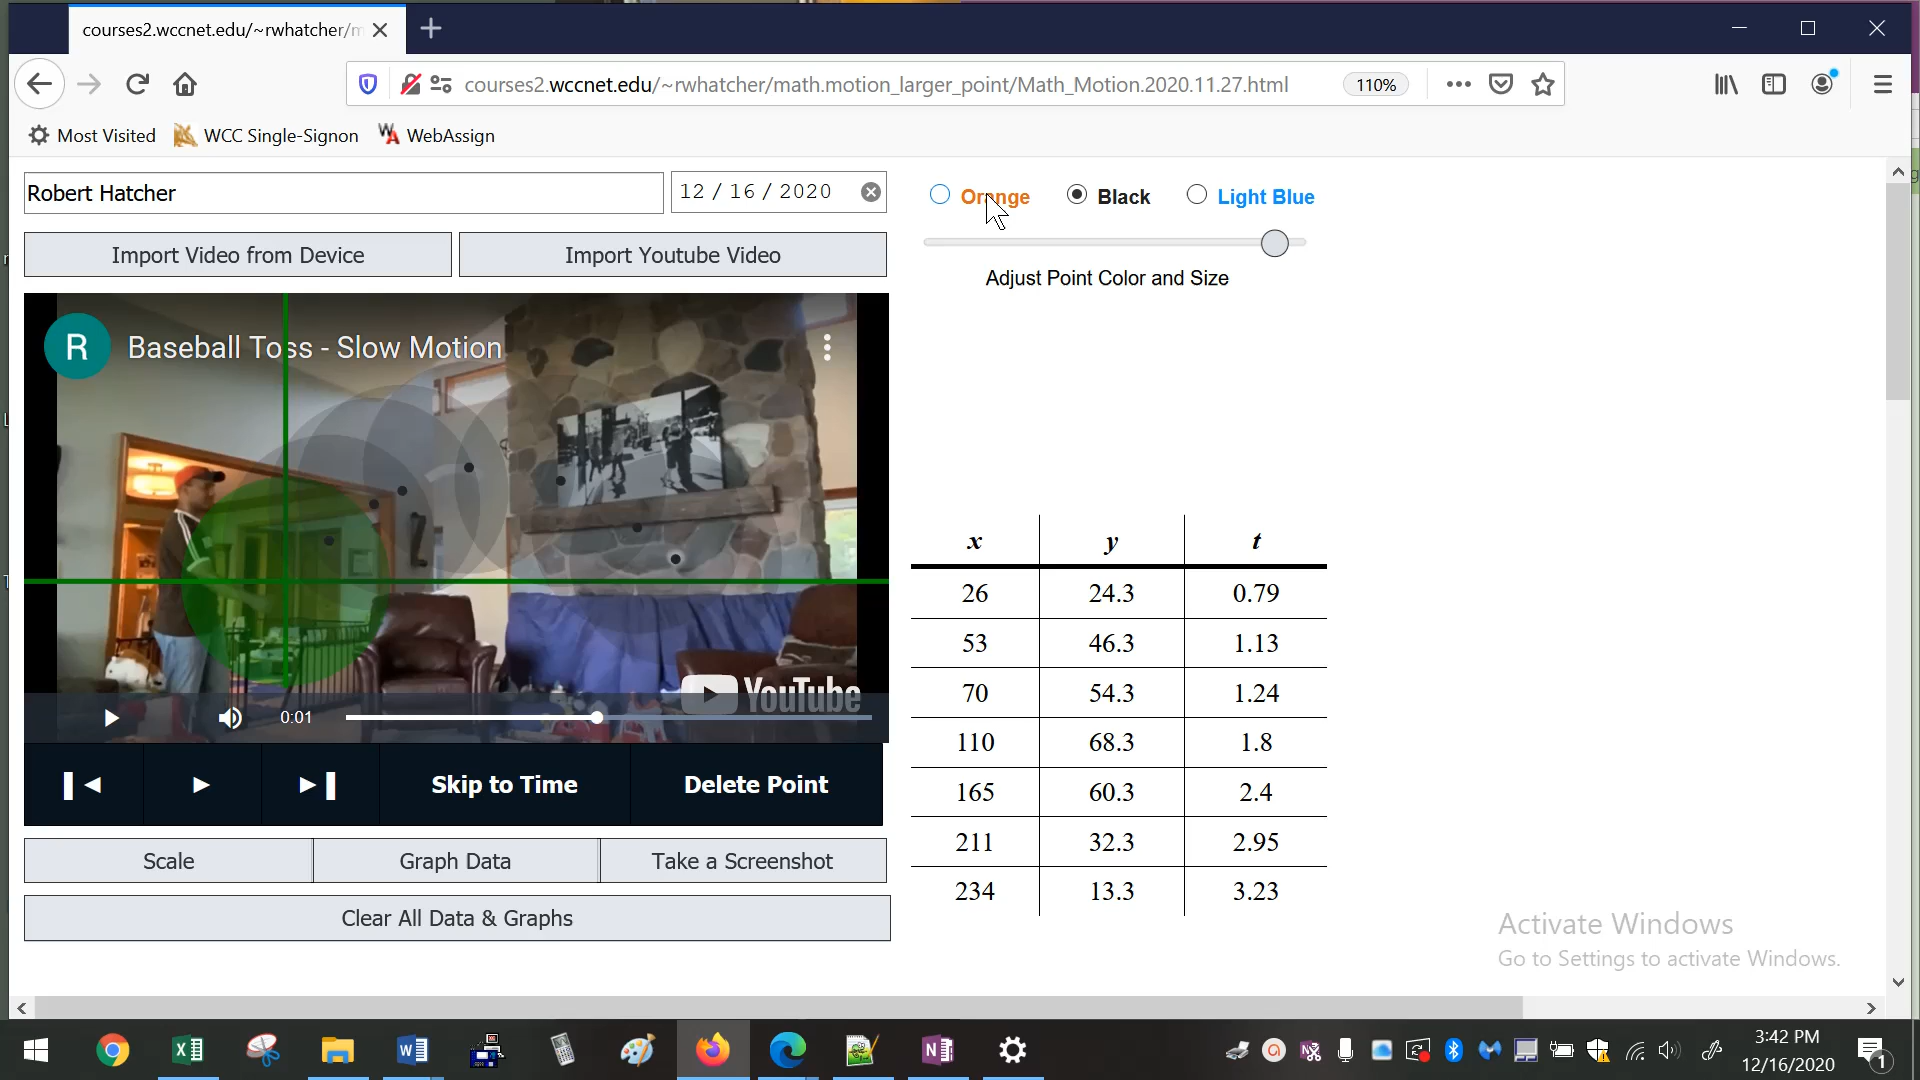 courses2.wccnet.edu/~rwhatcher/m
courses2.wccnet.edu/~rwhatcher/math.motion_larger_point/Math_Motion.2020.11.27.html
110%
Most Visited
WCC Single-Signon
WebAssign
Robert Hatcher
12 / 16 / 2020
Orange
Black
Light Blue
Import Video from Device
Import Youtube Video
Adjust Point Color and Size
R
Baseball Toss - Slow Motion
x y t
26 24.3 0.79
53 46.3 1.13
70 54.3 1.24
110 68.3 1.8
165 60.3 2.4
211 32.3 2.95
234 13.3 3.23
YouTube
0:01
Skip to Time
Delete Point
Scale
Graph Data
Take a Screenshot
Clear All Data & Graphs
Activate Windows
Go to Settings to activate Windows.
3:42 PM
12/16/2020
1